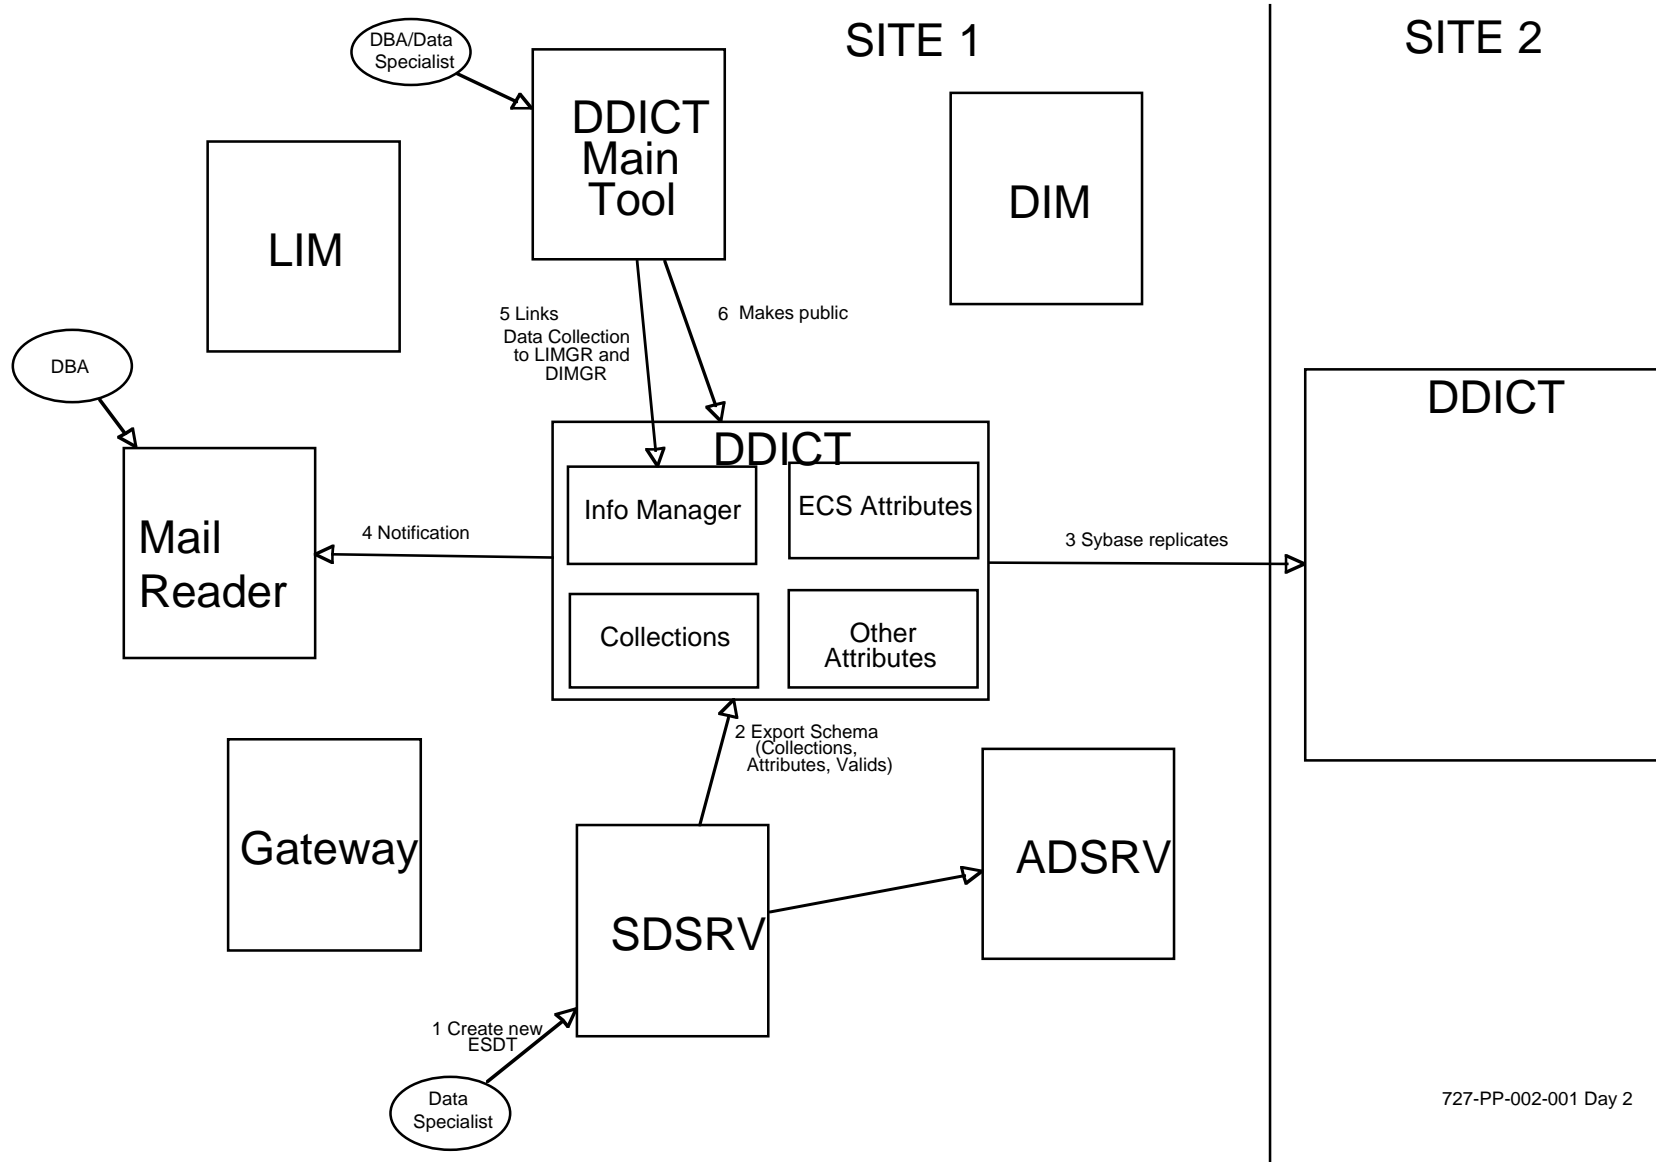 SITE 1
SITE 2
DBA/Data
Specialist
DDICT
Main
Tool
DIM
LIM
5 Links
Data Collection
to LIMGR and
DIMGR
6  Makes public
DBA
DDICT
DDICT
Mail
Reader
4 Notification
Info Manager
ECS Attributes
3 Sybase replicates
Collections
Other
Attributes
2 Export Schema
(Collections,
Attributes, Valids)
Gateway
SDSRV
ADSRV
1 Create new
ESDT
Data
Specialist
727-PP-002-001 Day 2